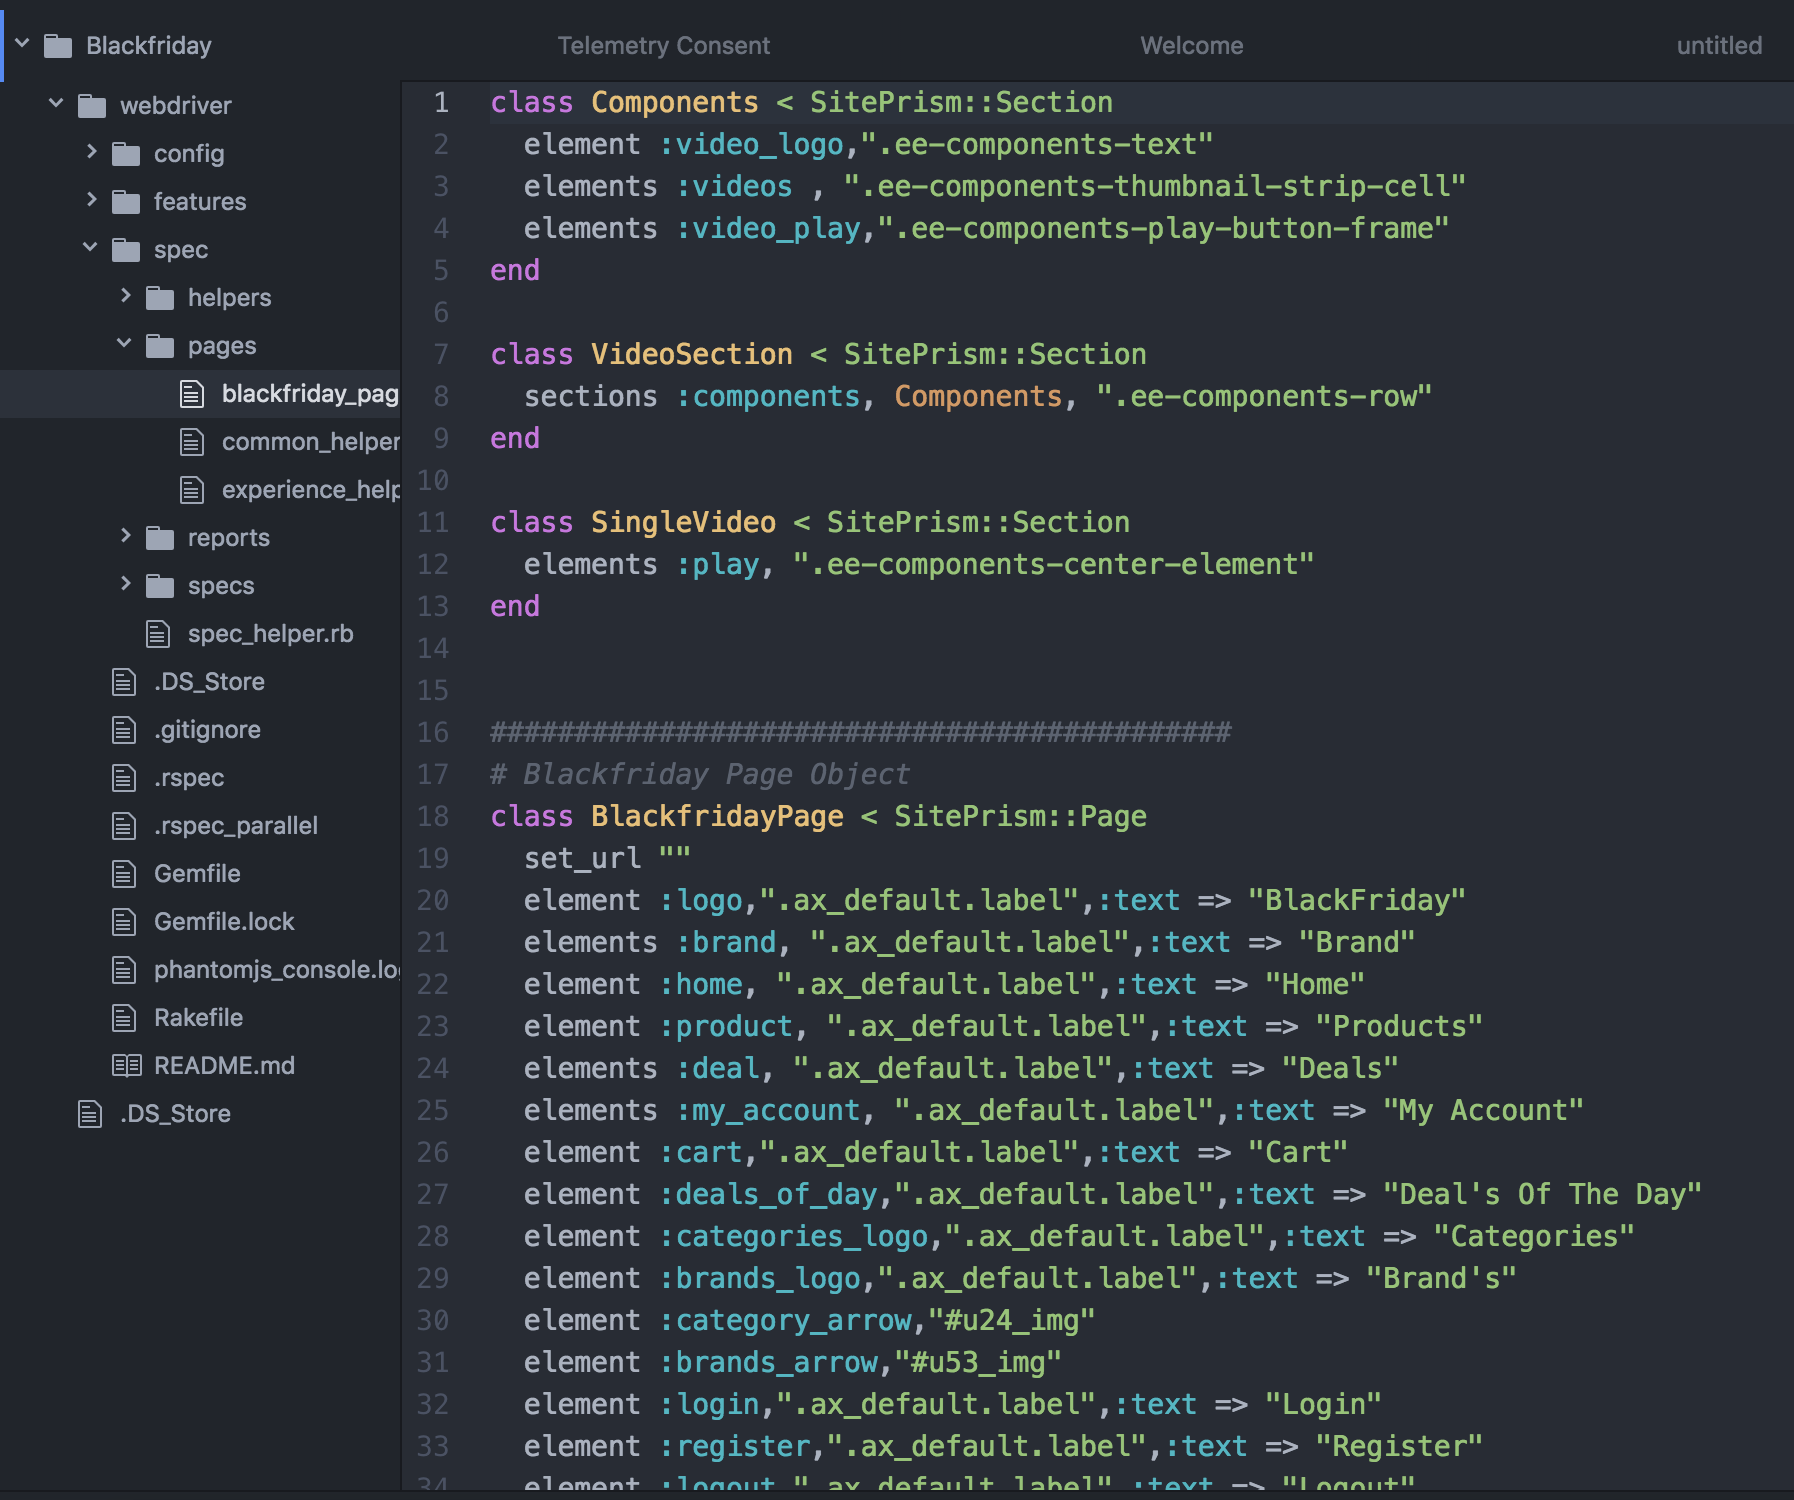 Blackfriday
webdriver
config
features
spec
helpers
pages
blackfriday_pag
common_helper
experience_help
reports
specs
spec_helper.rb
.DS_Store
.gitignore
.rspec
.rspec_parallel
Gemfile
Gemfile.lock
phantomjs_console.log
Rakefile
README.md
.DS_Store
Telemetry Consent
Welcome
untitled
1 class Components < SitePrism::Section
2   element :video_logo,".ee-components-text"
3   elements :videos , ".ee-components-thumbnail-strip-cell"
4   elements :video_play,".ee-components-play-button-frame"
5 end
6
7 class VideoSection < SitePrism::Section
8   sections :components, Components, ".ee-components-row"
9 end
10
11 class SingleVideo < SitePrism::Section
12   elements :play, ".ee-components-center-element"
13 end
14
15
16 ############################################
17 # Blackfriday Page Object
18 class BlackfridayPage < SitePrism::Page
19   set_url ""
20   element :logo,".ax_default.label",:text => "BlackFriday"
21   elements :brand, ".ax_default.label",:text => "Brand"
22   element :home, ".ax_default.label",:text => "Home"
23   element :product, ".ax_default.label",:text => "Products"
24   elements :deal, ".ax_default.label",:text => "Deals"
25   elements :my_account, ".ax_default.label",:text => "My Account"
26   element :cart,".ax_default.label",:text => "Cart"
27   element :deals_of_day,".ax_default.label",:text => "Deal's Of The Day"
28   element :categories_logo,".ax_default.label",:text => "Categories"
29   element :brands_logo,".ax_default.label",:text => "Brand's"
30   element :category_arrow,"#u24_img"
31   element :brands_arrow,"#u53_img"
32   element :login,".ax_default.label",:text => "Login"
33   element :register,".ax_default.label",:text => "Register"
34   element :logout,".ax_default.label",:text => "Logout"